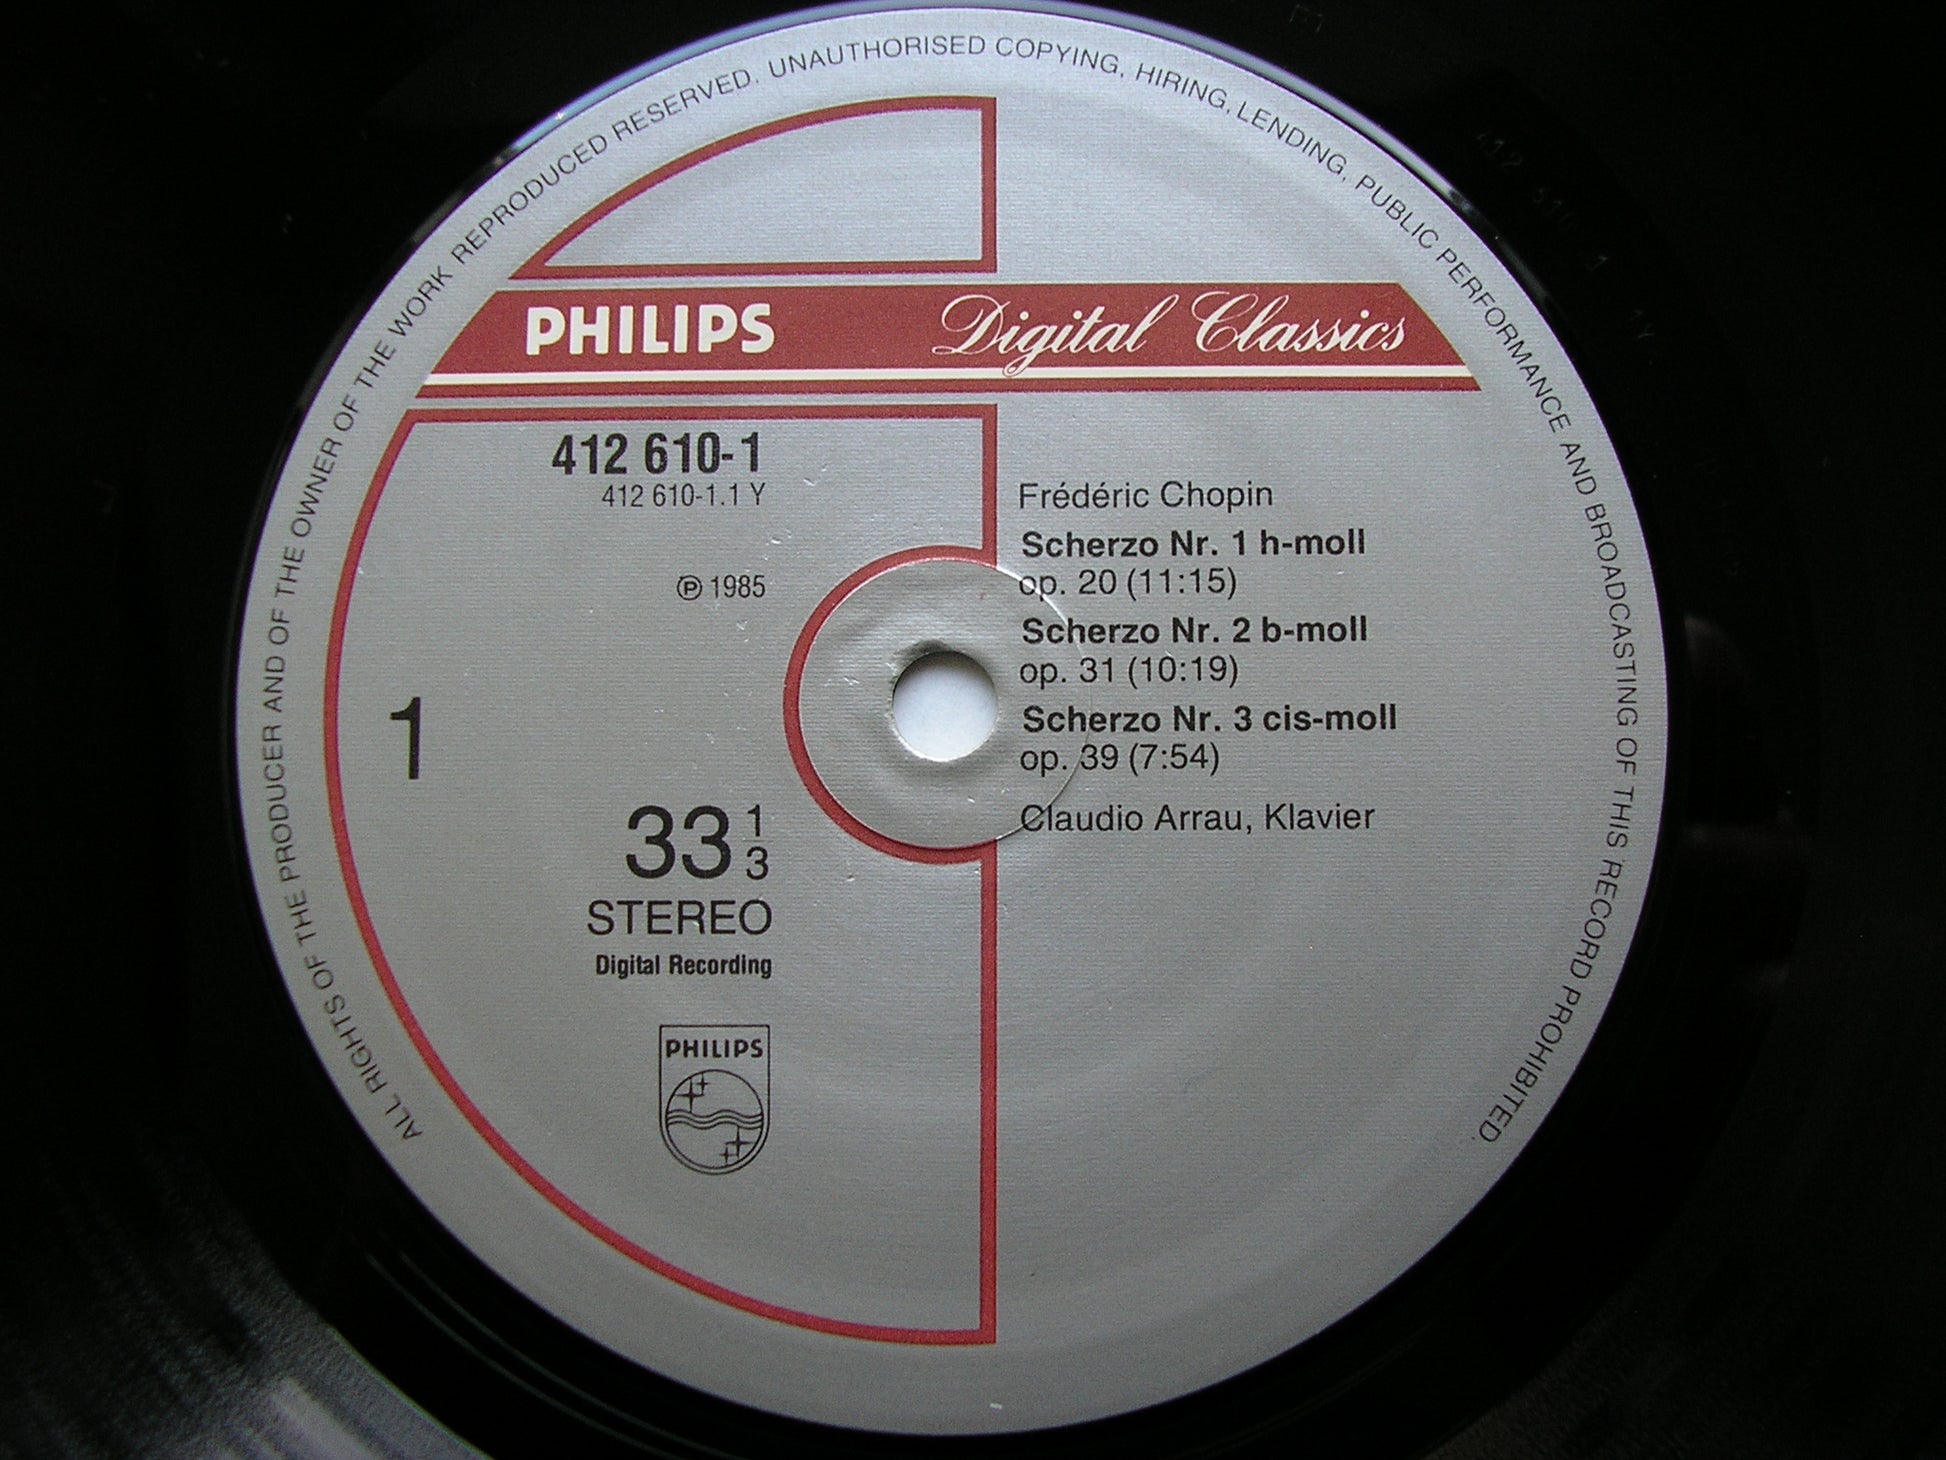 ALL RIGHTS OF THE PRODUCER AND OF THE OWNER OF THE WORK REPRODUCED RESERVED. UNAUTHORISED COPYING, HIRING, LENDING, PUBLIC PERFORMANCE AND BROADCASTING OF THIS RECORD PROHIBITED.
PHILIPS Digital Classics
412 610-1
412 610-1.1 Y
℗ 1985
1
33 1/3
STEREO
Digital Recording
PHILIPS
Frédéric Chopin
Scherzo Nr. 1 h-moll
op. 20 (11:15)
Scherzo Nr. 2 b-moll
op. 31 (10:19)
Scherzo Nr. 3 cis-moll
op. 39 (7:54)
Claudio Arrau, Klavier